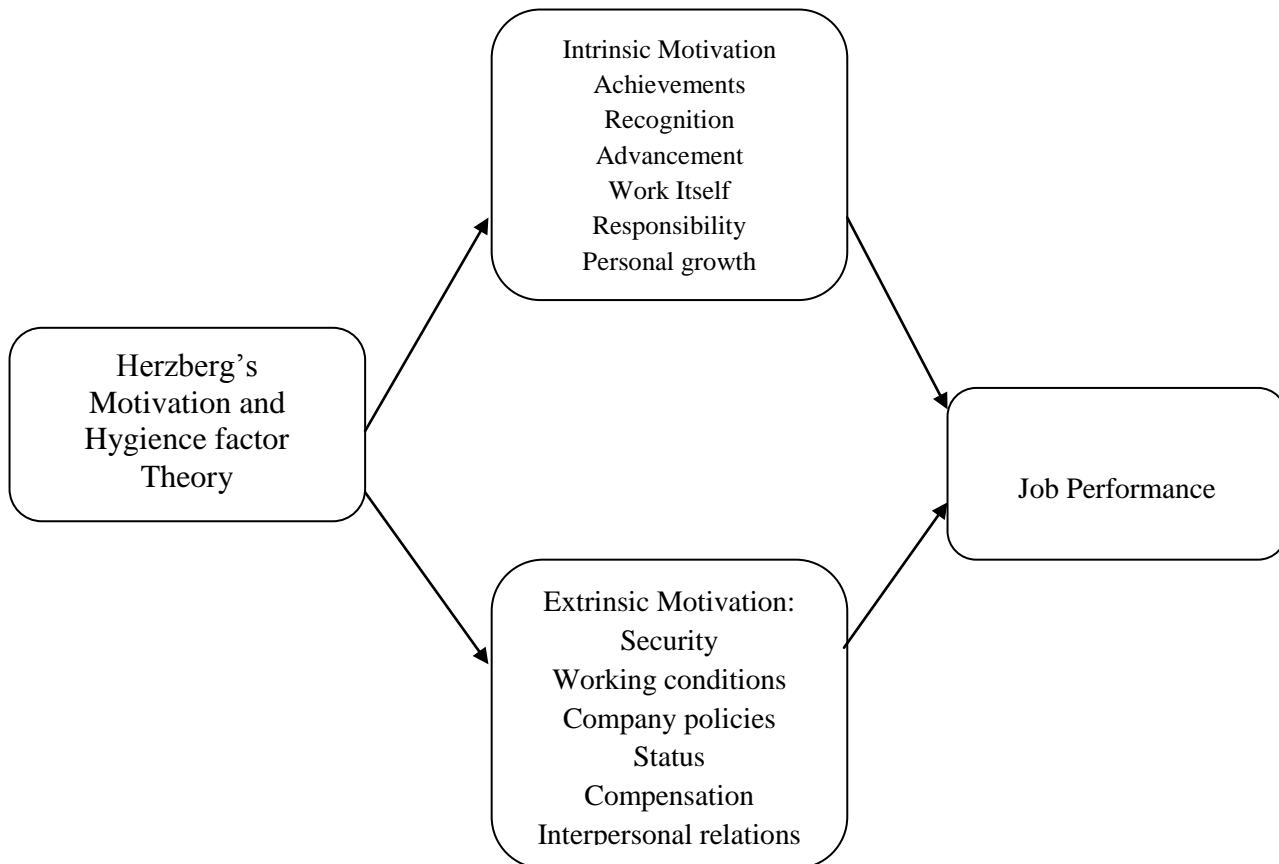 Intrinsic Motivation
Achievements
Recognition
Advancement
Work Itself
Responsibility
Personal growth
Herzberg’s
Motivation and
Hygience factor
Theory
Job Performance
Extrinsic Motivation:
Security
Working conditions
Company policies
Status
Compensation
Interpersonal relations